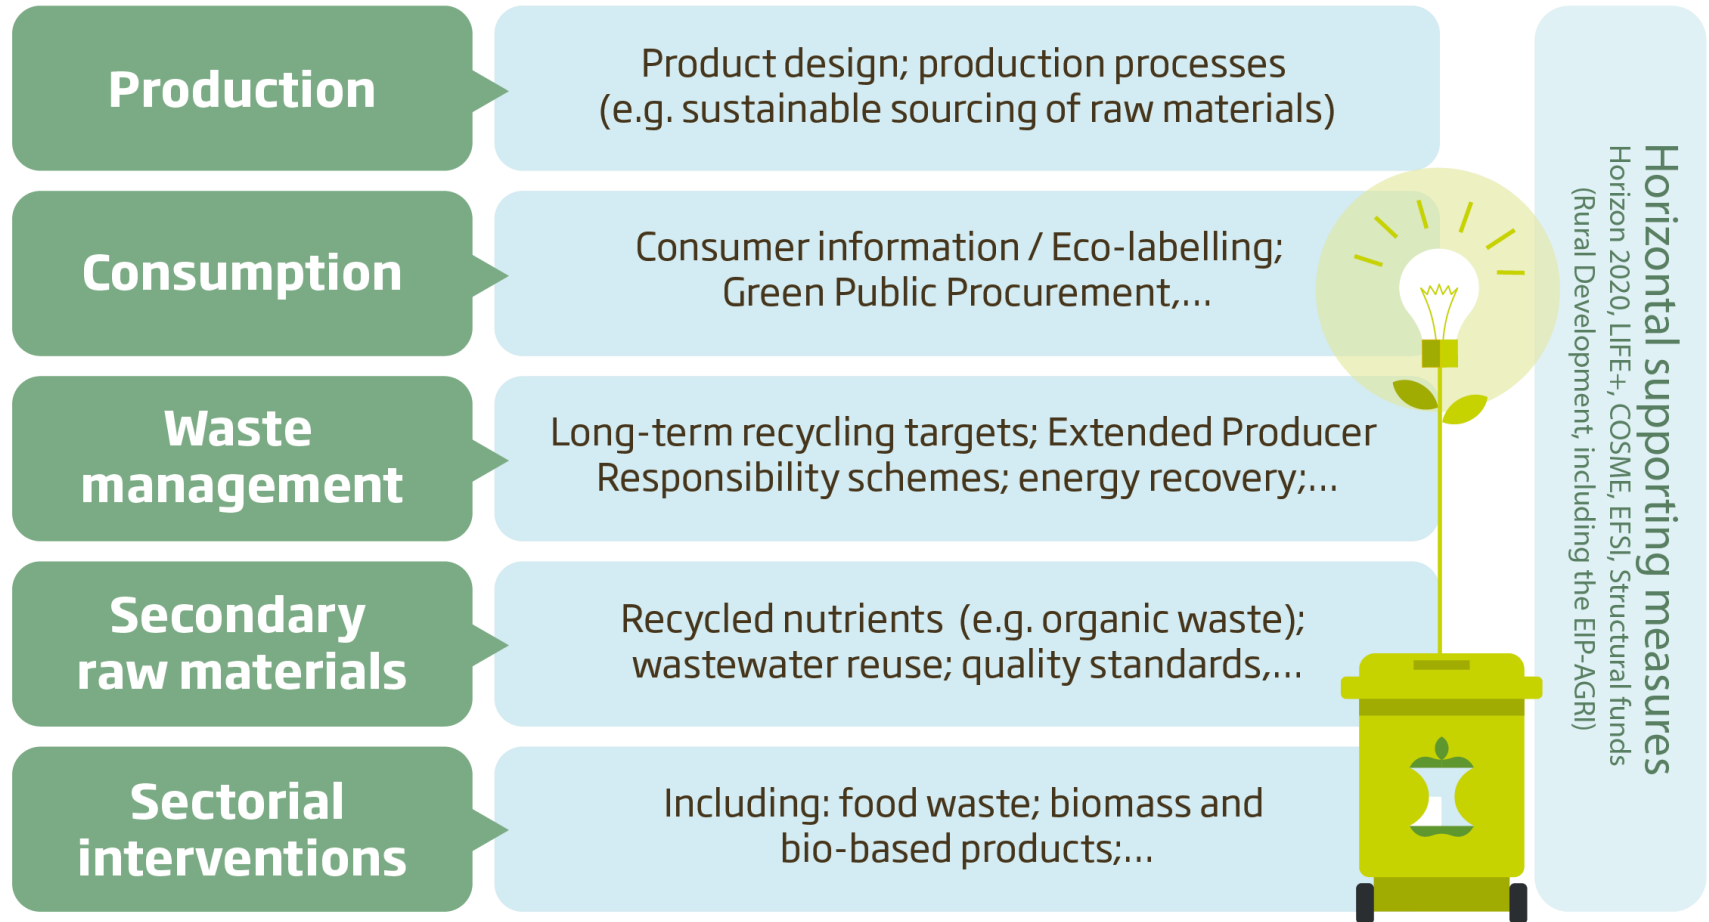 Production
Product design; production processes
(e.g. sustainable sourcing of raw materials)
Consumption
Consumer information / Eco-labelling;
Green Public Procurement,...
Waste
management
Long-term recycling targets; Extended Producer
Responsibility schemes; energy recovery;...
Secondary
raw materials
Recycled nutrients (e.g. organic waste);
wastewater reuse; quality standards,...
Sectorial
interventions
Including: food waste; biomass and
bio-based products;...
Horizontal supporting measures
Horizon 2020, LIFE+, COSME, EFSI, Structural funds
(Rural Development, including the EIP-AGRI)